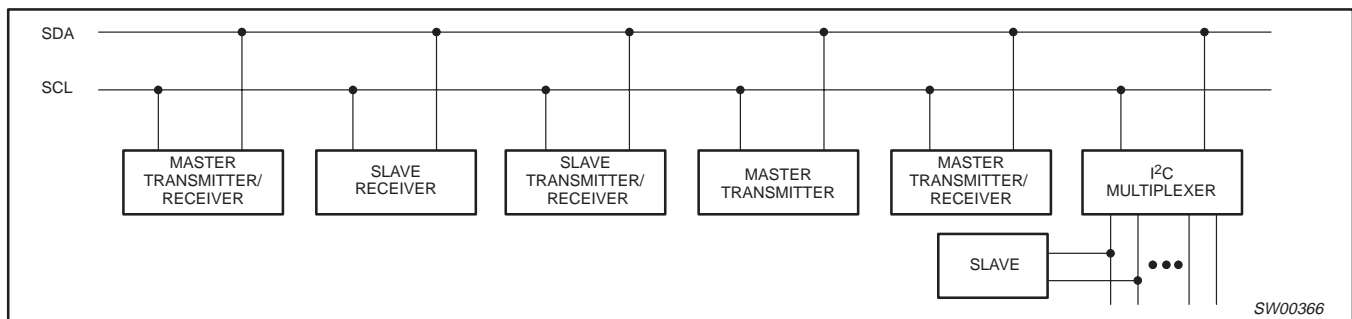 SDA
SCL
MASTER
TRANSMITTER/
RECEIVER
SLAVE
RECEIVER
SLAVE
TRANSMITTER/
RECEIVER
MASTER
TRANSMITTER
MASTER
TRANSMITTER/
RECEIVER
I²C
MULTIPLEXER
SLAVE
SW00366